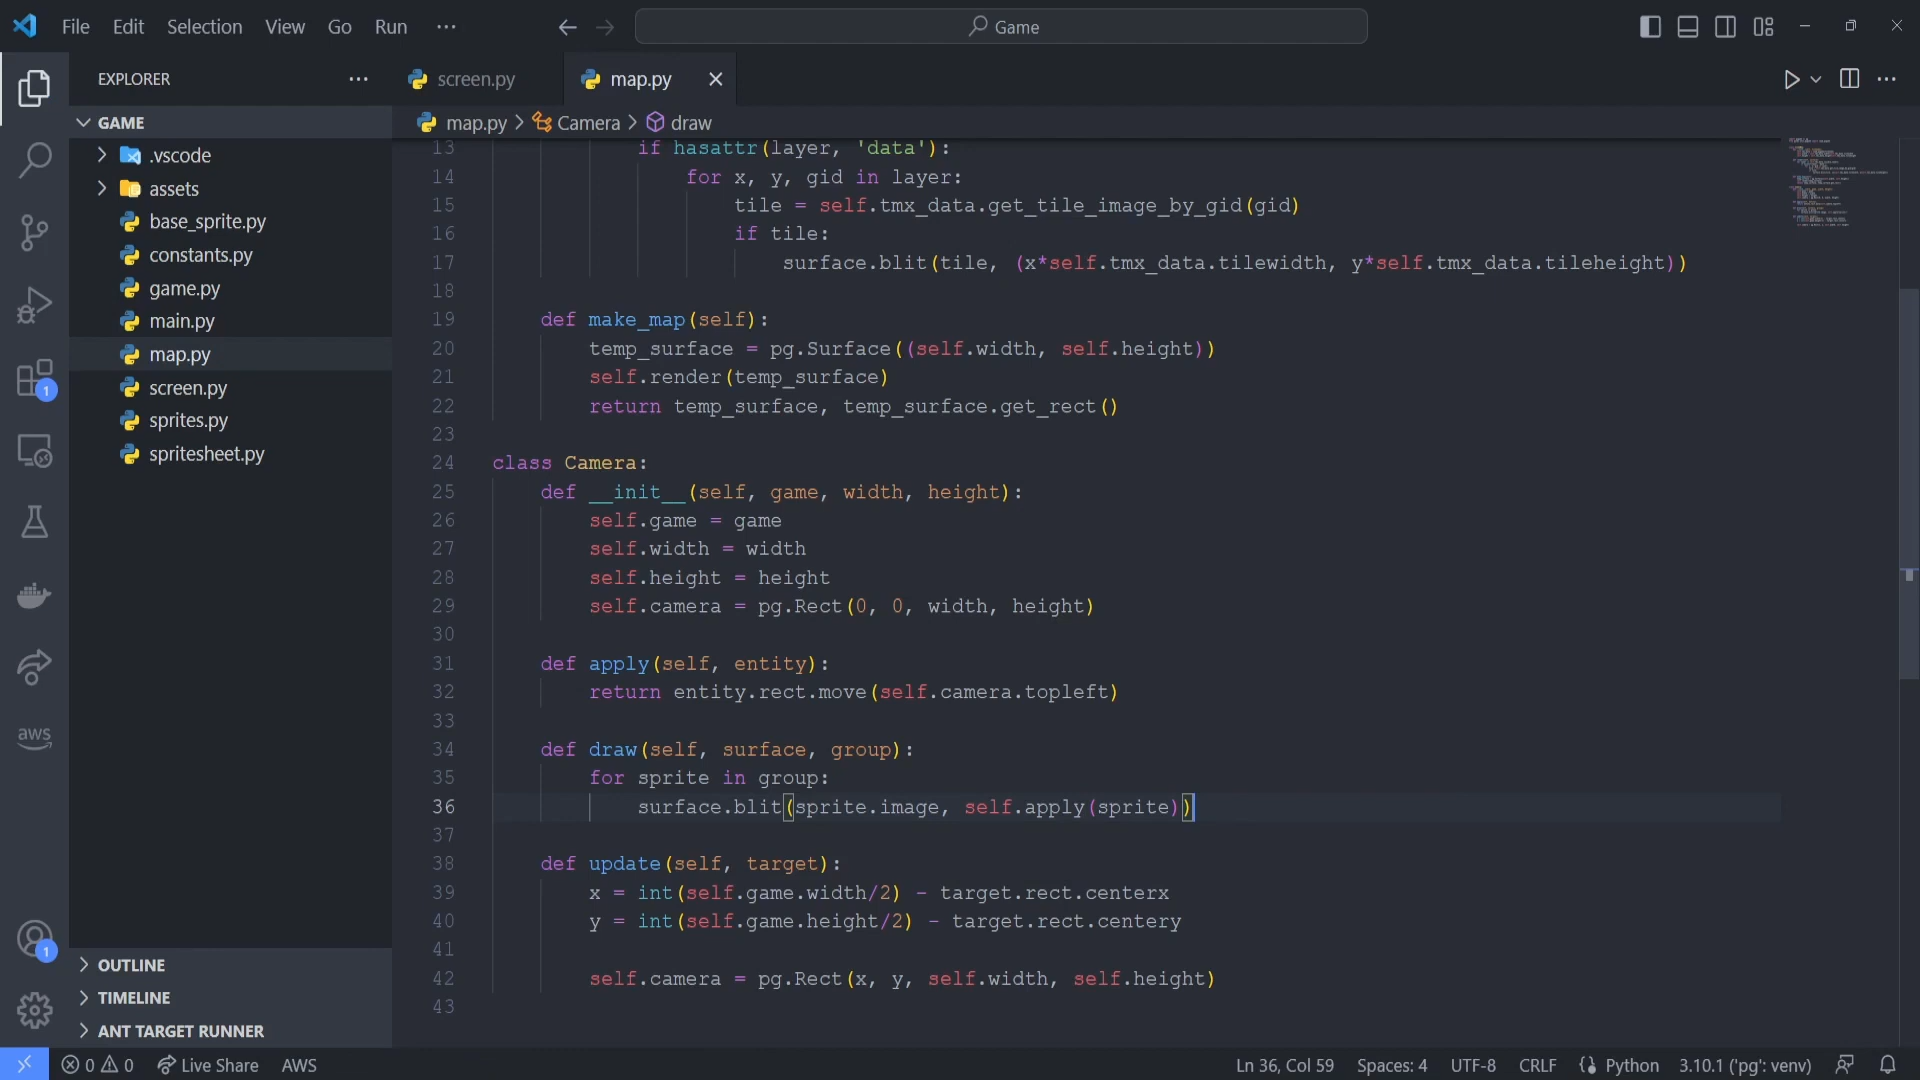 File Edit Selection View Go Run ··· Game
EXPLORER ···
screen.py
map.py
GAME
map.py > Camera > draw
.vscode
assets
base_sprite.py
constants.py
game.py
main.py
map.py
screen.py
sprites.py
spritesheet.py
13 if hasattr(layer, 'data'):
14 for x, y, gid in layer:
15 tile = self.tmx_data.get_tile_image_by_gid(gid)
16 if tile:
17 surface.blit(tile, (x*self.tmx_data.tilewidth, y*self.tmx_data.tileheight))
18
19 def make_map(self):
20 temp_surface = pg.Surface((self.width, self.height))
21 self.render(temp_surface)
22 return temp_surface, temp_surface.get_rect()
23
24 class Camera:
25 def __init__(self, game, width, height):
26 self.game = game
27 self.width = width
28 self.height = height
29 self.camera = pg.Rect(0, 0, width, height)
30
31 def apply(self, entity):
32 return entity.rect.move(self.camera.topleft)
33
34 def draw(self, surface, group):
35 for sprite in group:
36 surface.blit(sprite.image, self.apply(sprite))
37
38 def update(self, target):
39 x = int(self.game.width/2) - target.rect.centerx
40 y = int(self.game.height/2) - target.rect.centery
41
42 self.camera = pg.Rect(x, y, self.width, self.height)
43
1
aws
1
OUTLINE
TIMELINE
ANT TARGET RUNNER
0 0 Live Share AWS Ln 36, Col 59 Spaces: 4 UTF-8 CRLF Python 3.10.1 ('pg': venv)